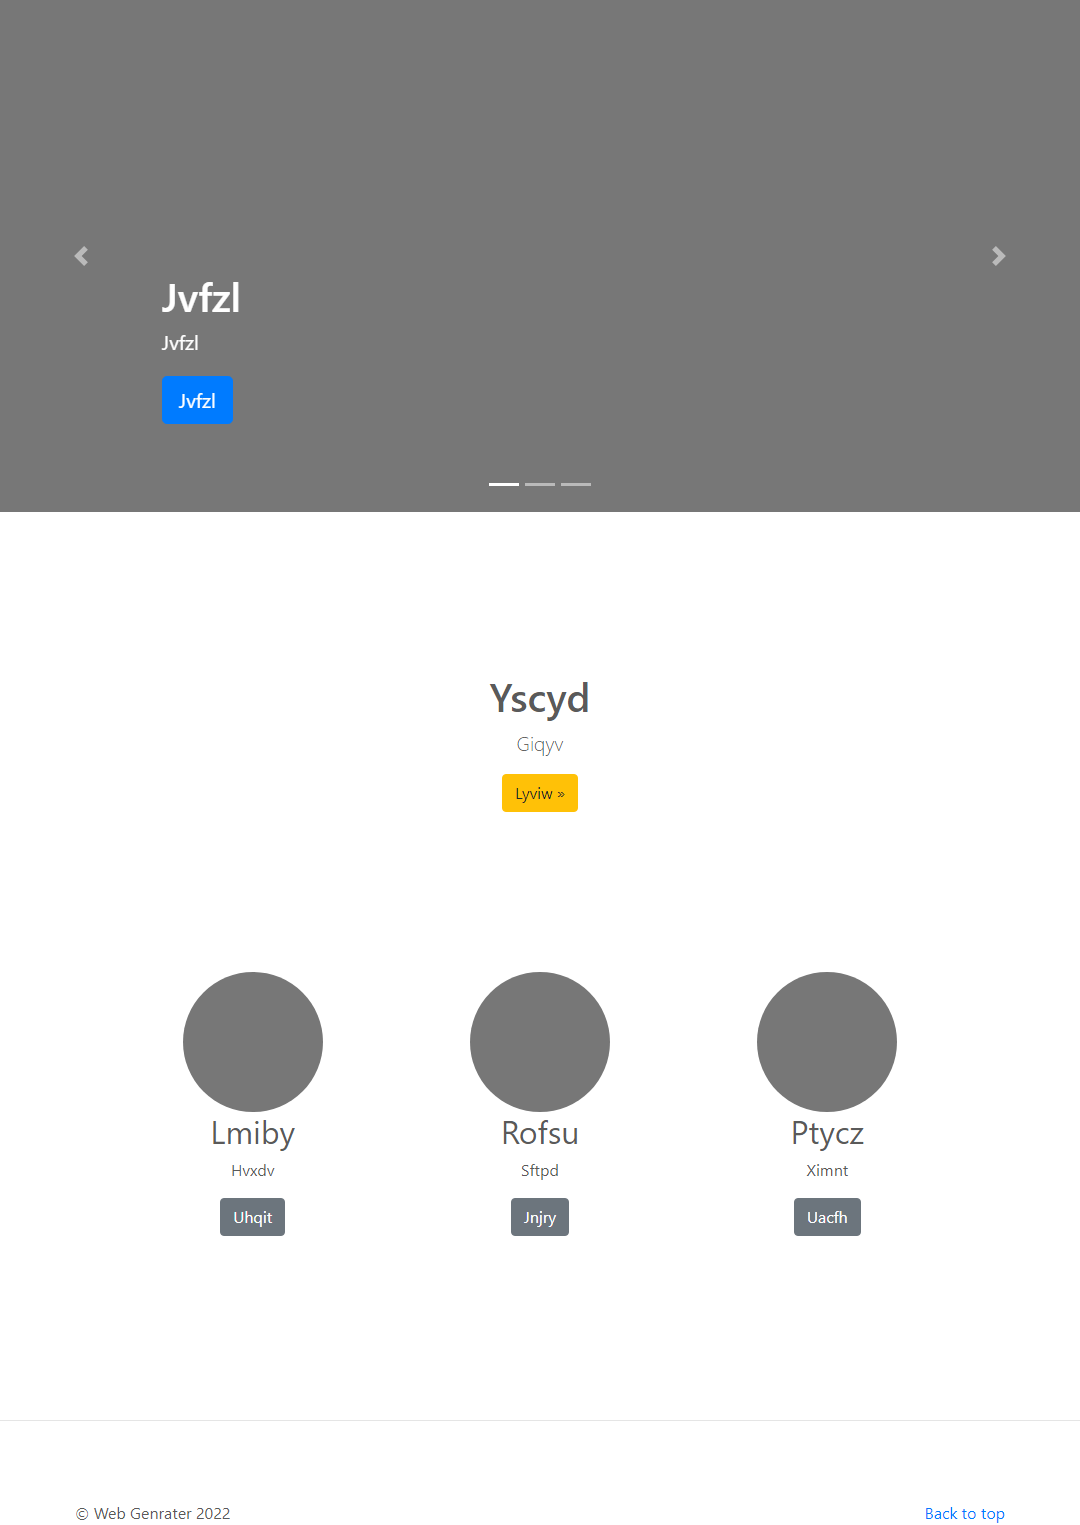 Jvfzl
Jvfzl
Jvfzl
Yscyd
Giqyv
Lyviw »
Lmiby
Hvxdv
Uhqit
Rofsu
Sftpd
Jnjry
Ptycz
Ximnt
Uacfh
© Web Genrater 2022
Back to top